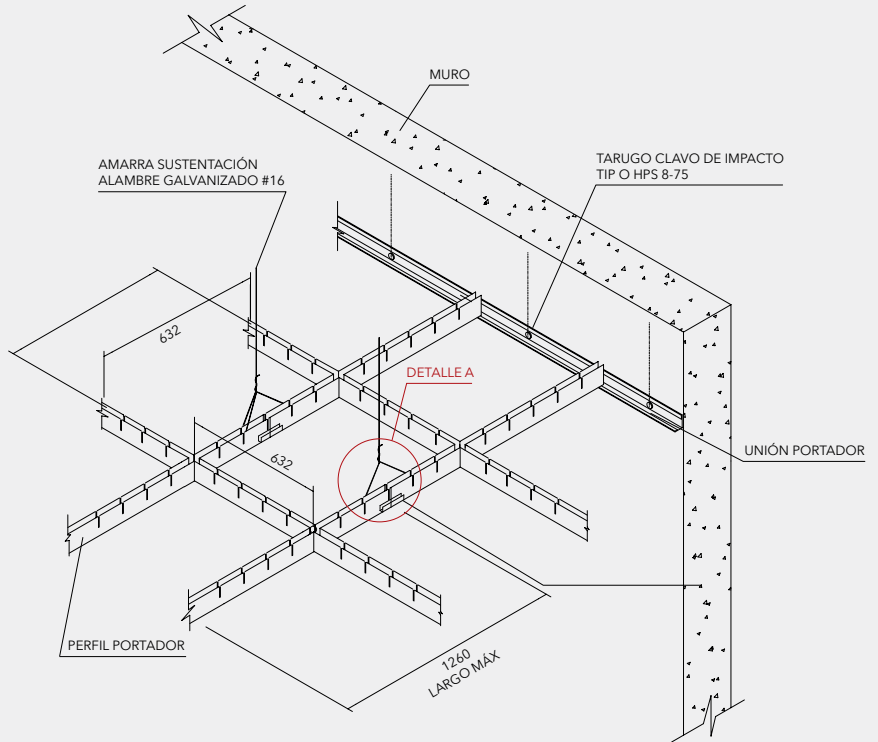 MURO
AMARRA SUSTENTACIÓN
ALAMBRE GALVANIZADO #16
TARUGO CLAVO DE IMPACTO
TIP O HPS 8-75
632
DETALLE A
632
UNIÓN PORTADOR
PERFIL PORTADOR
1260
LARGO MÁX